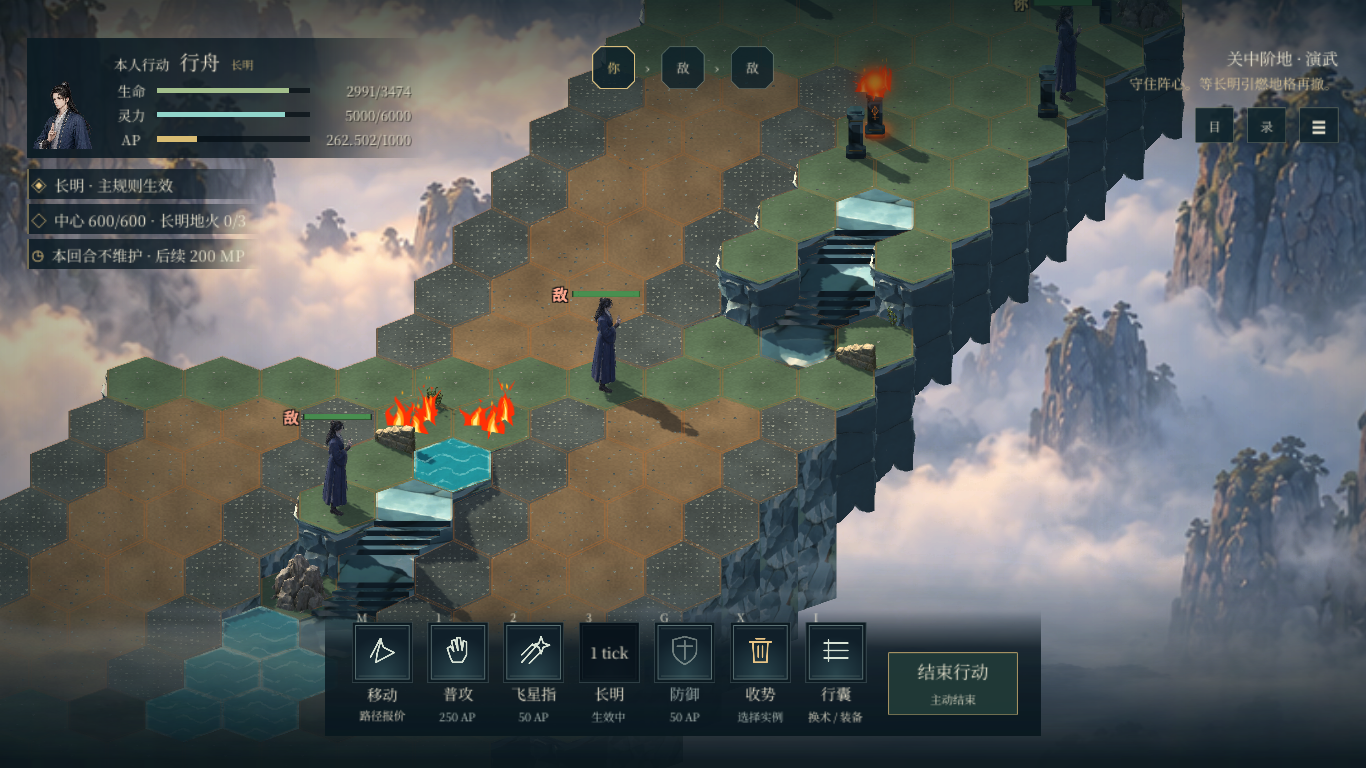 本人行动 行舟 长明
生命 2991/3474
灵力 5000/6000
AP 262.502/1000
长明 · 主规则生效
中心 600/600 · 长明地火 0/3
本回合不维护 · 后续 200 MP
你 › 敌 › 敌
你
关中阶地 · 演武
守住阵心，等长明引燃地格再撤
目 录 ☰
敌
敌
M 1 2 3 G X I
1 tick
移动 普攻 飞星指 长明 防御 收势 行囊
路径报价 250 AP 50 AP 生效中 50 AP 选择实例 换术 / 装备
结束行动
主动结束